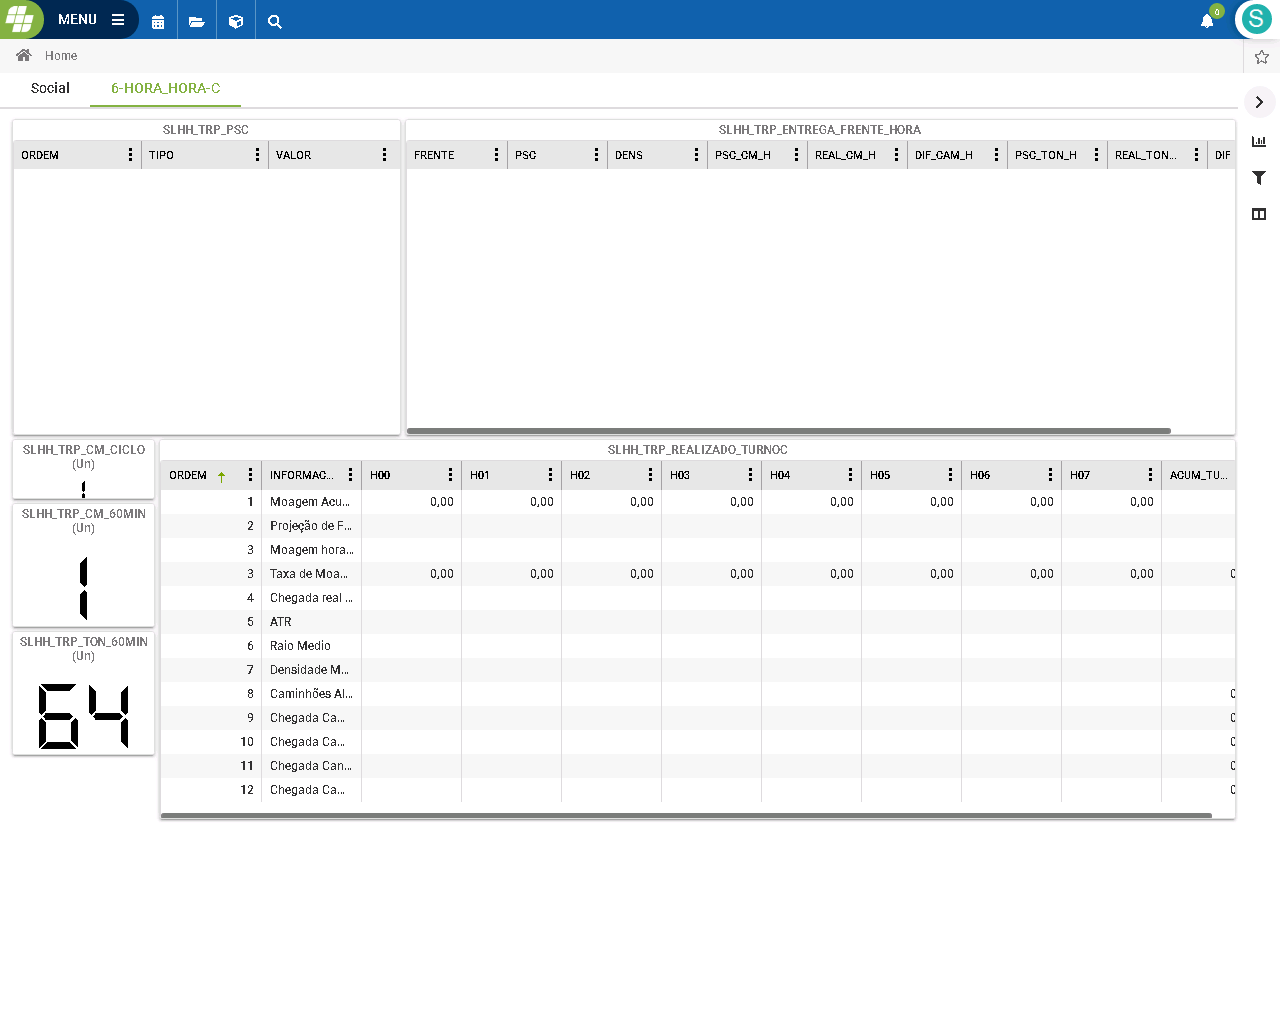 MENU
0
S
Home
Social
6-HORA_HORA-C
SLHH_TRP_PSC
ORDEM TIPO VALOR
SLHH_TRP_ENTREGA_FRENTE_HORA
FRENTE PSC DENS PSC_CM_H REAL_CM_H DIF_CAM_H PSC_TON_H REAL_TON... DIF
SLHH_TRP_CM_CICLO
(Un)
1
SLHH_TRP_CM_60MIN
(Un)
1
SLHH_TRP_TON_60MIN
(Un)
64
SLHH_TRP_REALIZADO_TURNOC
ORDEM INFORMAC... H00 H01 H02 H03 H04 H05 H06 H07 ACUM_TU...
1 Moagem Acu... 0,00 0,00 0,00 0,00 0,00 0,00 0,00 0,00
2 Projeção de F...
3 Moagem hora...
3 Taxa de Moa... 0,00 0,00 0,00 0,00 0,00 0,00 0,00 0,00 0
4 Chegada real ...
5 ATR
6 Raio Medio
7 Densidade M...
8 Caminhões Al... 0
9 Chegada Ca... 0
10 Chegada Ca... 0
11 Chegada Can... 0
12 Chegada Ca... 0